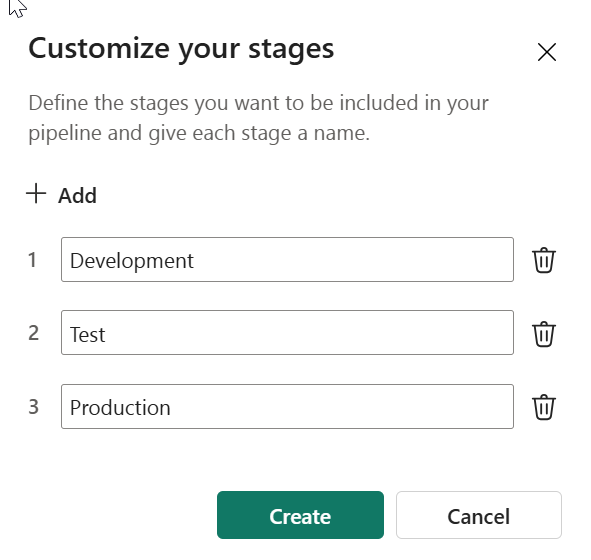 Customize your stages
Define the stages you want to be included in your
pipeline and give each stage a name.
Add
1 Development
2 Test
3 Production
Create Cancel